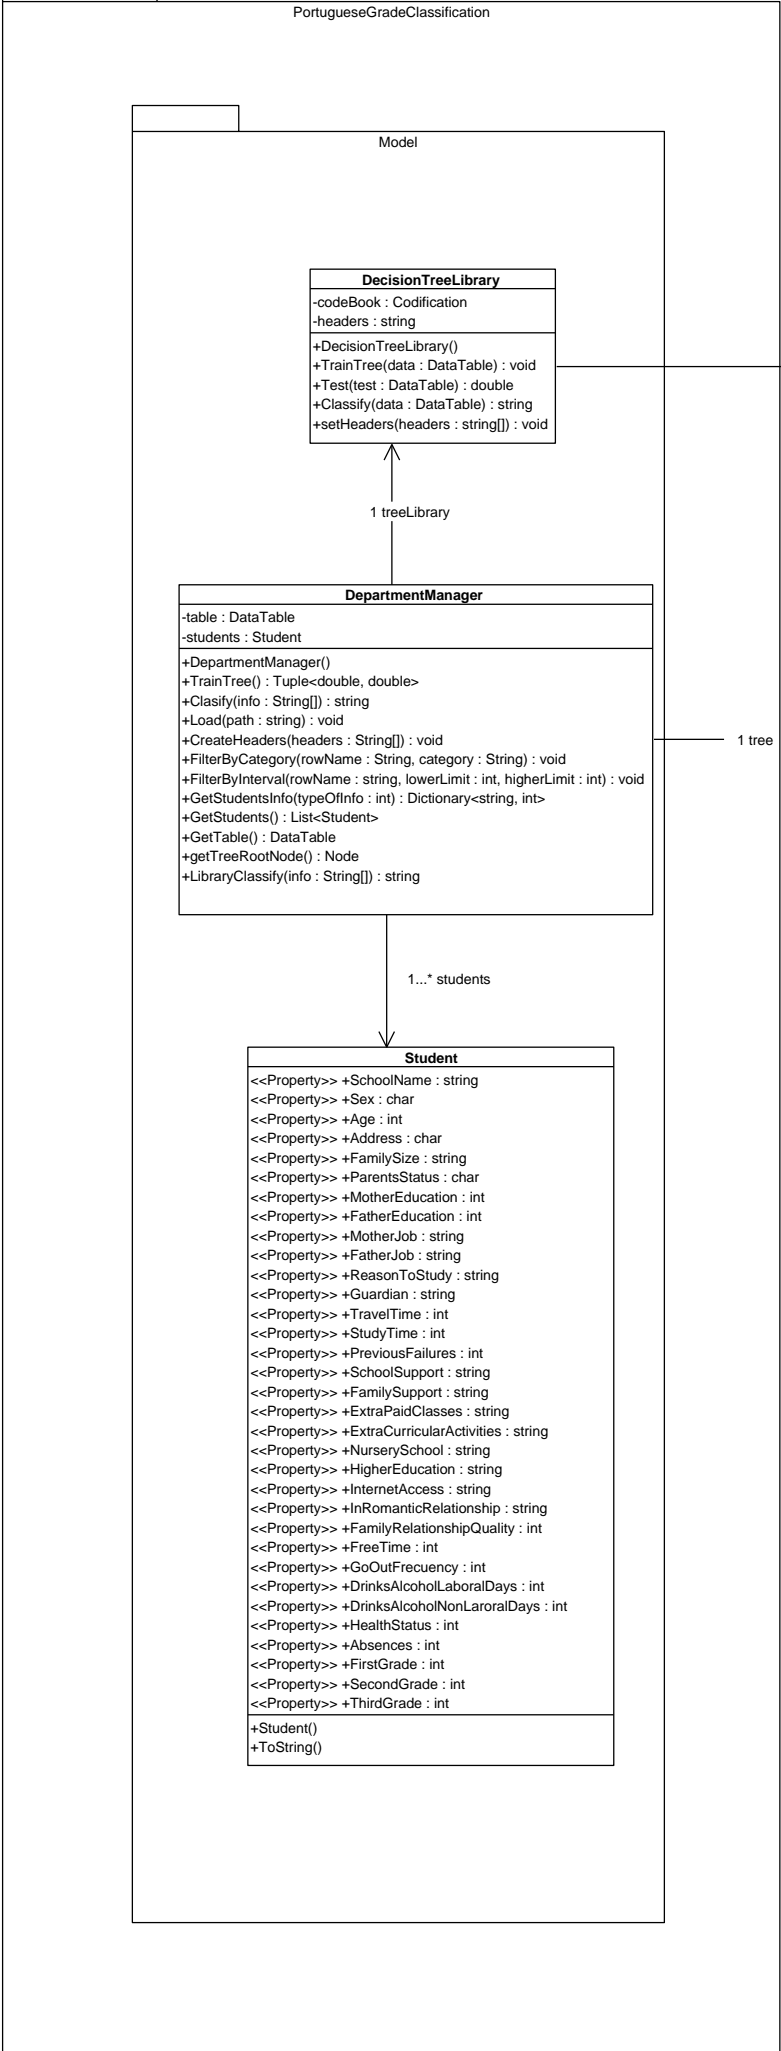 PortugueseGradeClassification
Model
DecisionTreeLibrary
-codeBook : Codification
-headers : string
+DecisionTreeLibrary()
+TrainTree(data : DataTable) : void
+Test(test : DataTable) : double
+Classify(data : DataTable) : string
+setHeaders(headers : string[]) : void
1 treeLibrary
DepartmentManager
-table : DataTable
-students : Student
+DepartmentManager()
+TrainTree() : Tuple<double, double>
+Clasify(info : String[]) : string
+Load(path : string) : void
+CreateHeaders(headers : String[]) : void
+FilterByCategory(rowName : String, category : String) : void
+FilterByInterval(rowName : string, lowerLimit : int, higherLimit : int) : void
+GetStudentsInfo(typeOfInfo : int) : Dictionary<string, int>
+GetStudents() : List<Student>
+GetTable() : DataTable
+getTreeRootNode() : Node
+LibraryClassify(info : String[]) : string
1 tree
1...* students
Student
<<Property>> +SchoolName : string
<<Property>> +Sex : char
<<Property>> +Age : int
<<Property>> +Address : char
<<Property>> +FamilySize : string
<<Property>> +ParentsStatus : char
<<Property>> +MotherEducation : int
<<Property>> +FatherEducation : int
<<Property>> +MotherJob : string
<<Property>> +FatherJob : string
<<Property>> +ReasonToStudy : string
<<Property>> +Guardian : string
<<Property>> +TravelTime : int
<<Property>> +StudyTime : int
<<Property>> +PreviousFailures : int
<<Property>> +SchoolSupport : string
<<Property>> +FamilySupport : string
<<Property>> +ExtraPaidClasses : string
<<Property>> +ExtraCurricularActivities : string
<<Property>> +NurserySchool : string
<<Property>> +HigherEducation : string
<<Property>> +InternetAccess : string
<<Property>> +InRomanticRelationship : string
<<Property>> +FamilyRelationshipQuality : int
<<Property>> +FreeTime : int
<<Property>> +GoOutFrecuency : int
<<Property>> +DrinksAlcoholLaboralDays : int
<<Property>> +DrinksAlcoholNonLaroralDays : int
<<Property>> +HealthStatus : int
<<Property>> +Absences : int
<<Property>> +FirstGrade : int
<<Property>> +SecondGrade : int
<<Property>> +ThirdGrade : int
+Student()
+ToString()